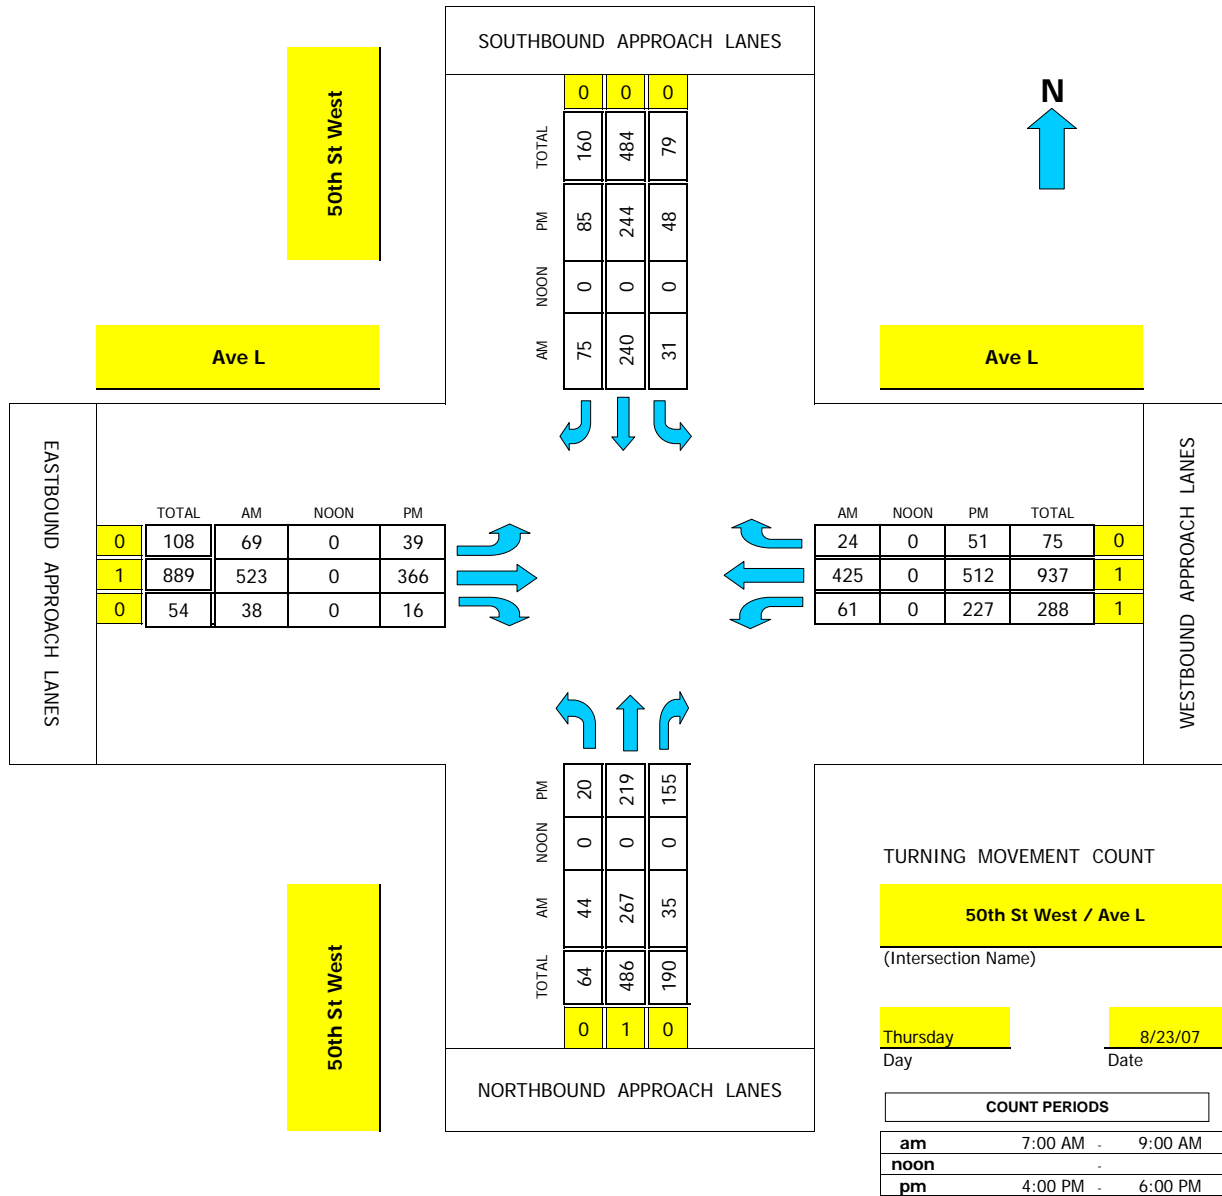 SOUTHBOUND APPROACH LANES
0 0 0
N
50th St West
TOTAL 160 484 79
PM 85 244 48
NOON 0 0 0
AM 75 240 31
Ave L
Ave L
EASTBOUND APPROACH LANES
TOTAL AM NOON PM
0 108 69 0 39
1 889 523 0 366
0 54 38 0 16
AM NOON PM TOTAL
24 0 51 75 0
425 0 512 937 1
61 0 227 288 1
WESTBOUND APPROACH LANES
PM 20 219 155
NOON 0 0 0
AM 44 267 35
TOTAL 64 486 190
0 1 0
NORTHBOUND APPROACH LANES
50th St West
TURNING MOVEMENT COUNT
50th St West / Ave L
(Intersection Name)
Thursday 8/23/07
Day Date
COUNT PERIODS
am 7:00 AM - 9:00 AM
noon -
pm 4:00 PM - 6:00 PM